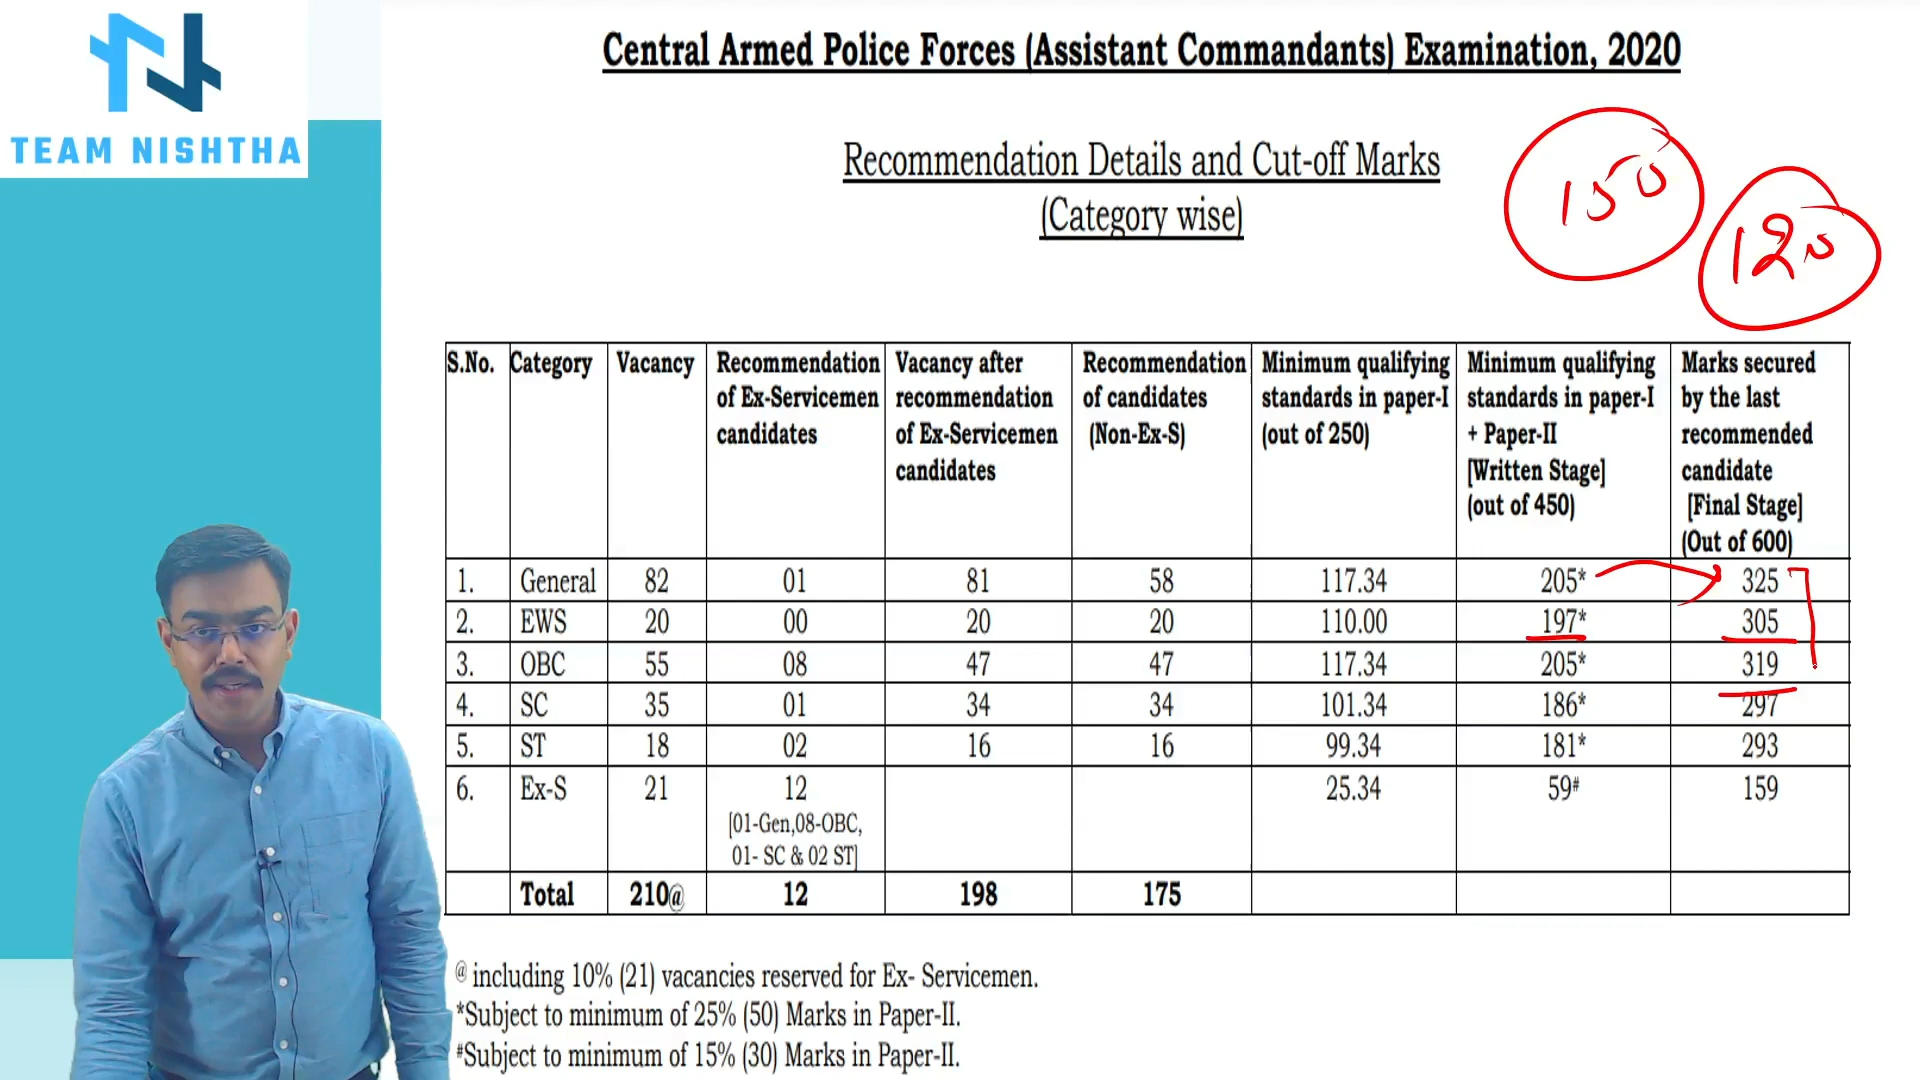 TEAM NISHTHA
Central Armed Police Forces (Assistant Commandants) Examination, 2020
Recommendation Details and Cut-off Marks
(Category wise)
150
120
S.No. Category Vacancy Recommendation of Ex-Servicemen candidates Vacancy after recommendation of Ex-Servicemen candidates Recommendation of candidates (Non-Ex-S) Minimum qualifying standards in paper-I (out of 250) Minimum qualifying standards in paper-I + Paper-II [Written Stage] (out of 450) Marks secured by the last recommended candidate [Final Stage] (Out of 600)
1. General 82 01 81 58 117.34 205* 325
2. EWS 20 00 20 20 110.00 197* 305
3. OBC 55 08 47 47 117.34 205* 319
4. SC 35 01 34 34 101.34 186* 297
5. ST 18 02 16 16 99.34 181* 293
6. Ex-S 21 12 25.34 59# 159
[01-Gen,08-OBC,
01- SC & 02 ST]
Total 210@ 12 198 175
@ including 10% (21) vacancies reserved for Ex- Servicemen.
*Subject to minimum of 25% (50) Marks in Paper-II.
#Subject to minimum of 15% (30) Marks in Paper-II.